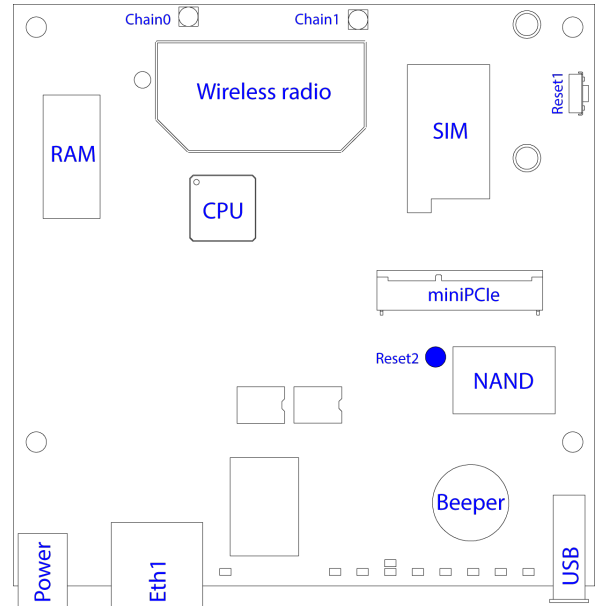 Chain0
Chain1
Wireless radio
Reset1
SIM
RAM
CPU
miniPCIe
Reset2
NAND
Beeper
Power
Eth1
USB